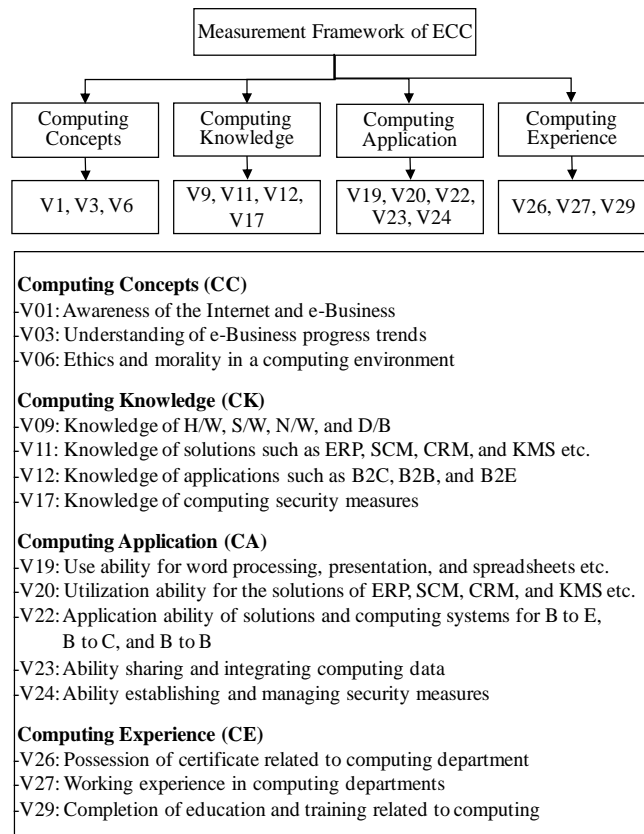 Measurement Framework of ECC
Computing
Concepts
Computing
Knowledge
Computing
Application
Computing
Experience
V1, V3, V6
V9, V11, V12,
V17
V19, V20, V22,
V23, V24
V26, V27, V29
Computing Concepts (CC)
-V01: Awareness of the Internet and e-Business
-V03: Understanding of e-Business progress trends
-V06: Ethics and morality in a computing environment
Computing Knowledge (CK)
-V09: Knowledge of H/W, S/W, N/W, and D/B
-V11: Knowledge of solutions such as ERP, SCM, CRM, and KMS etc.
-V12: Knowledge of applications such as B2C, B2B, and B2E
-V17: Knowledge of computing security measures
Computing Application (CA)
-V19: Use ability for word processing, presentation, and spreadsheets etc.
-V20: Utilization ability for the solutions of ERP, SCM, CRM, and KMS etc.
-V22: Application ability of solutions and computing systems for B to E,
B to C, and B to B
-V23: Ability sharing and integrating computing data
-V24: Ability establishing and managing security measures
Computing Experience (CE)
-V26: Possession of certificate related to computing department
-V27: Working experience in computing departments
-V29: Completion of education and training related to computing